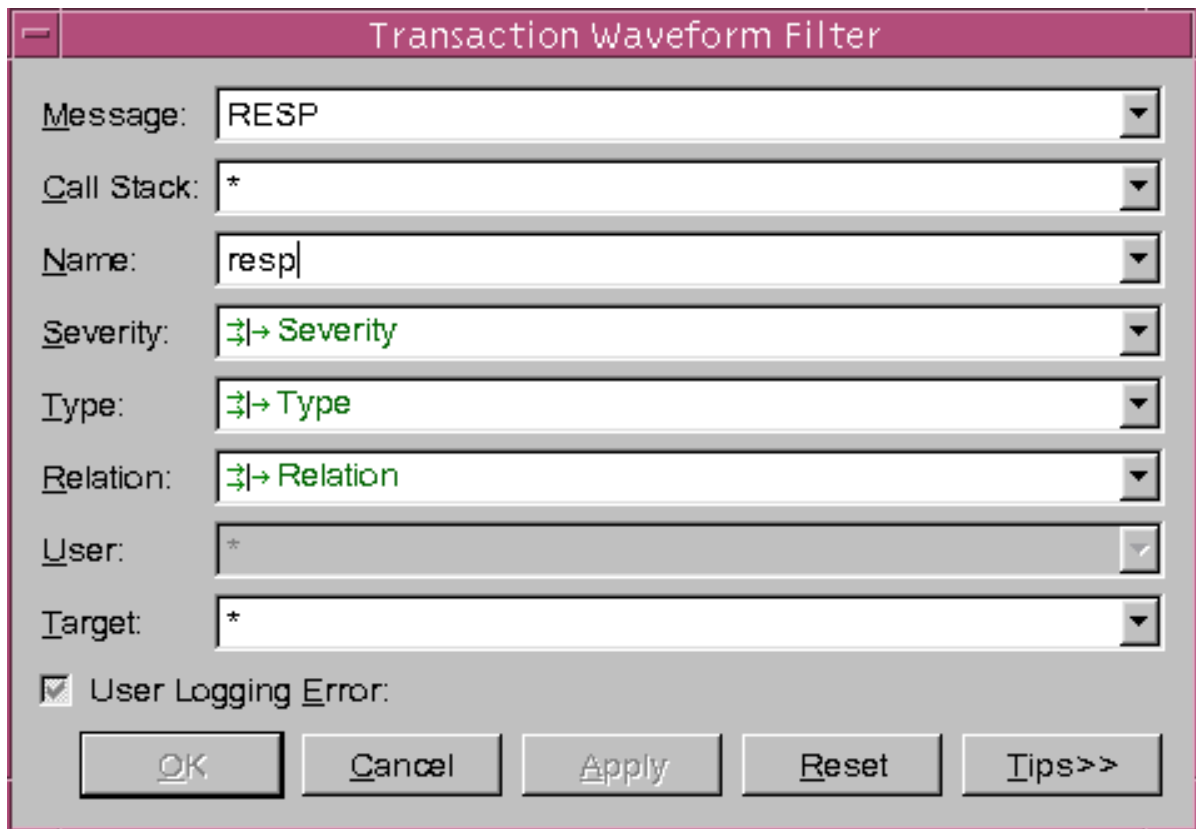 Transaction Waveform Filter
Message: RESP
Call Stack: *
Name: resp
Severity: Severity
Type: Type
Relation: Relation
User: *
Target: *
User Logging Error:
OK Cancel Apply Reset Tips>>